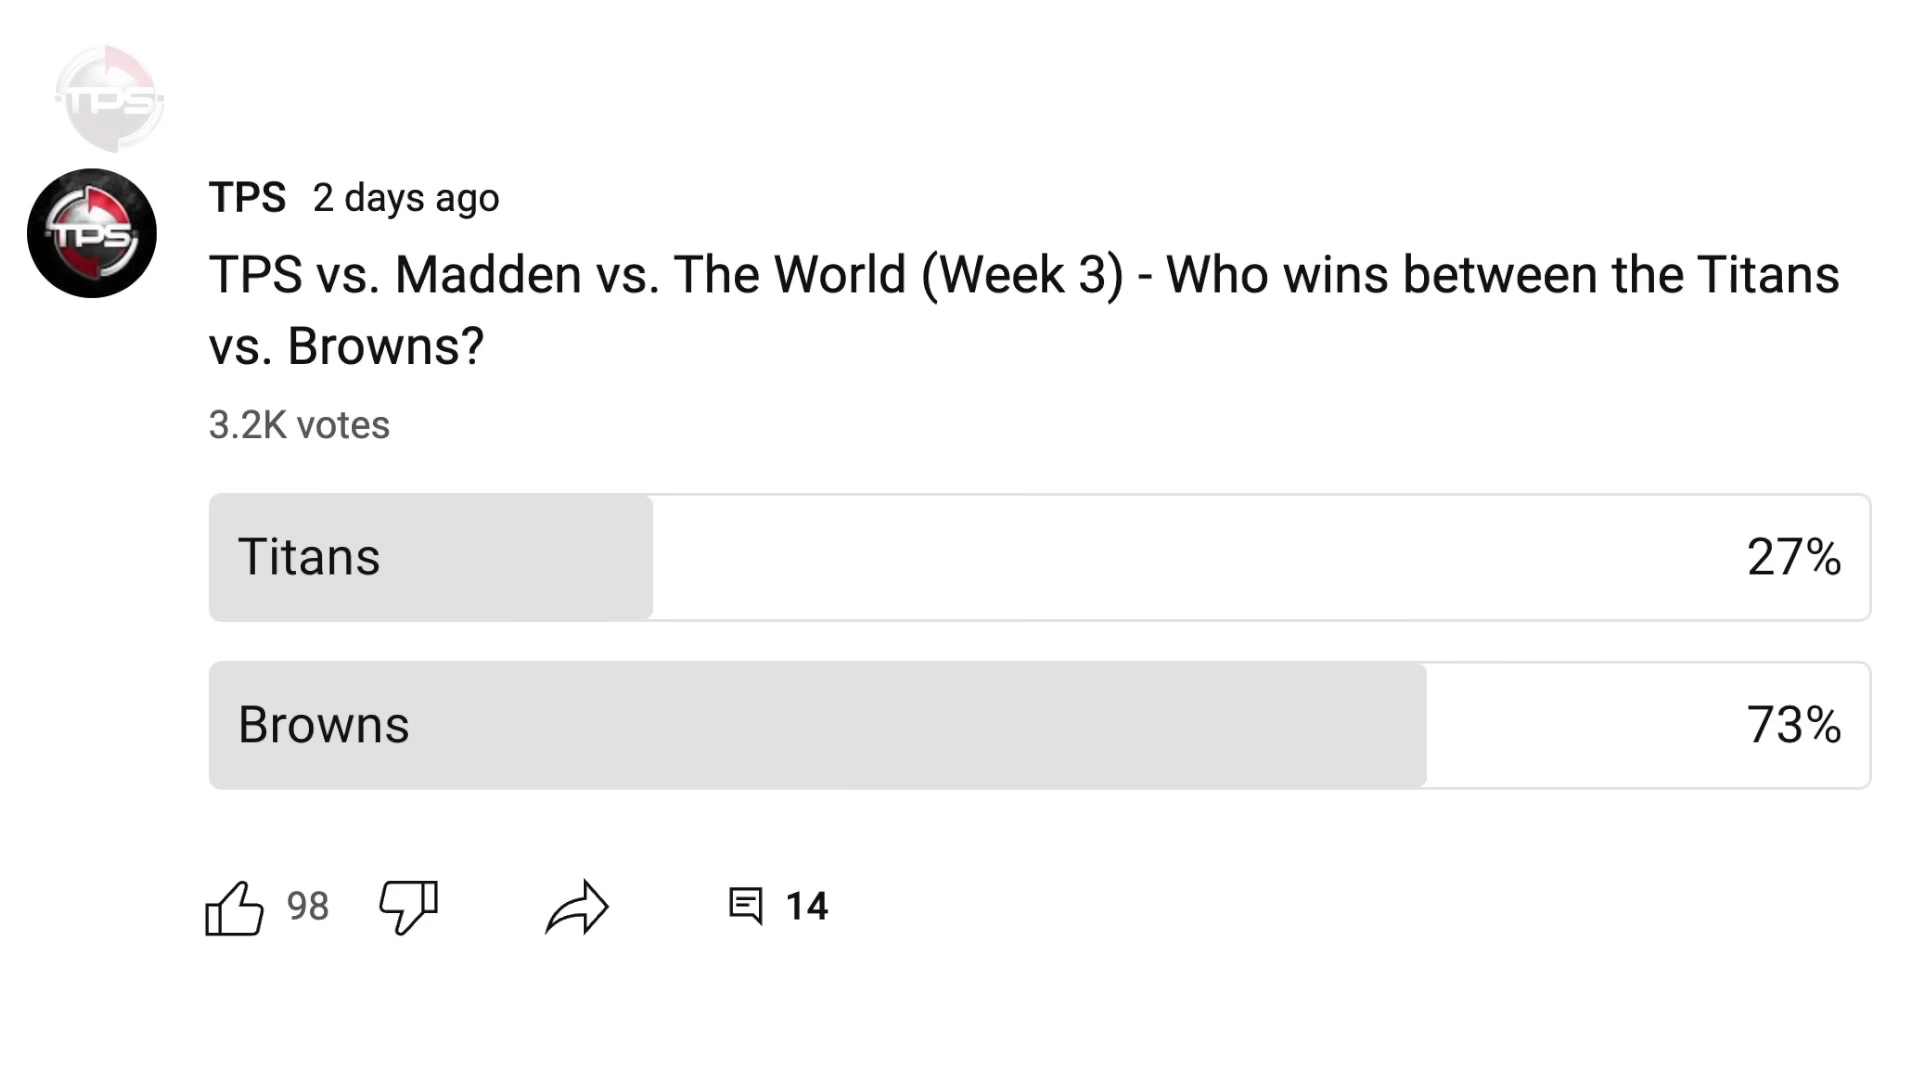 TPS
TPS
TPS 2 days ago
TPS vs. Madden vs. The World (Week 3) - Who wins between the Titans
vs. Browns?
3.2K votes
Titans 27%
Browns 73%
98 14